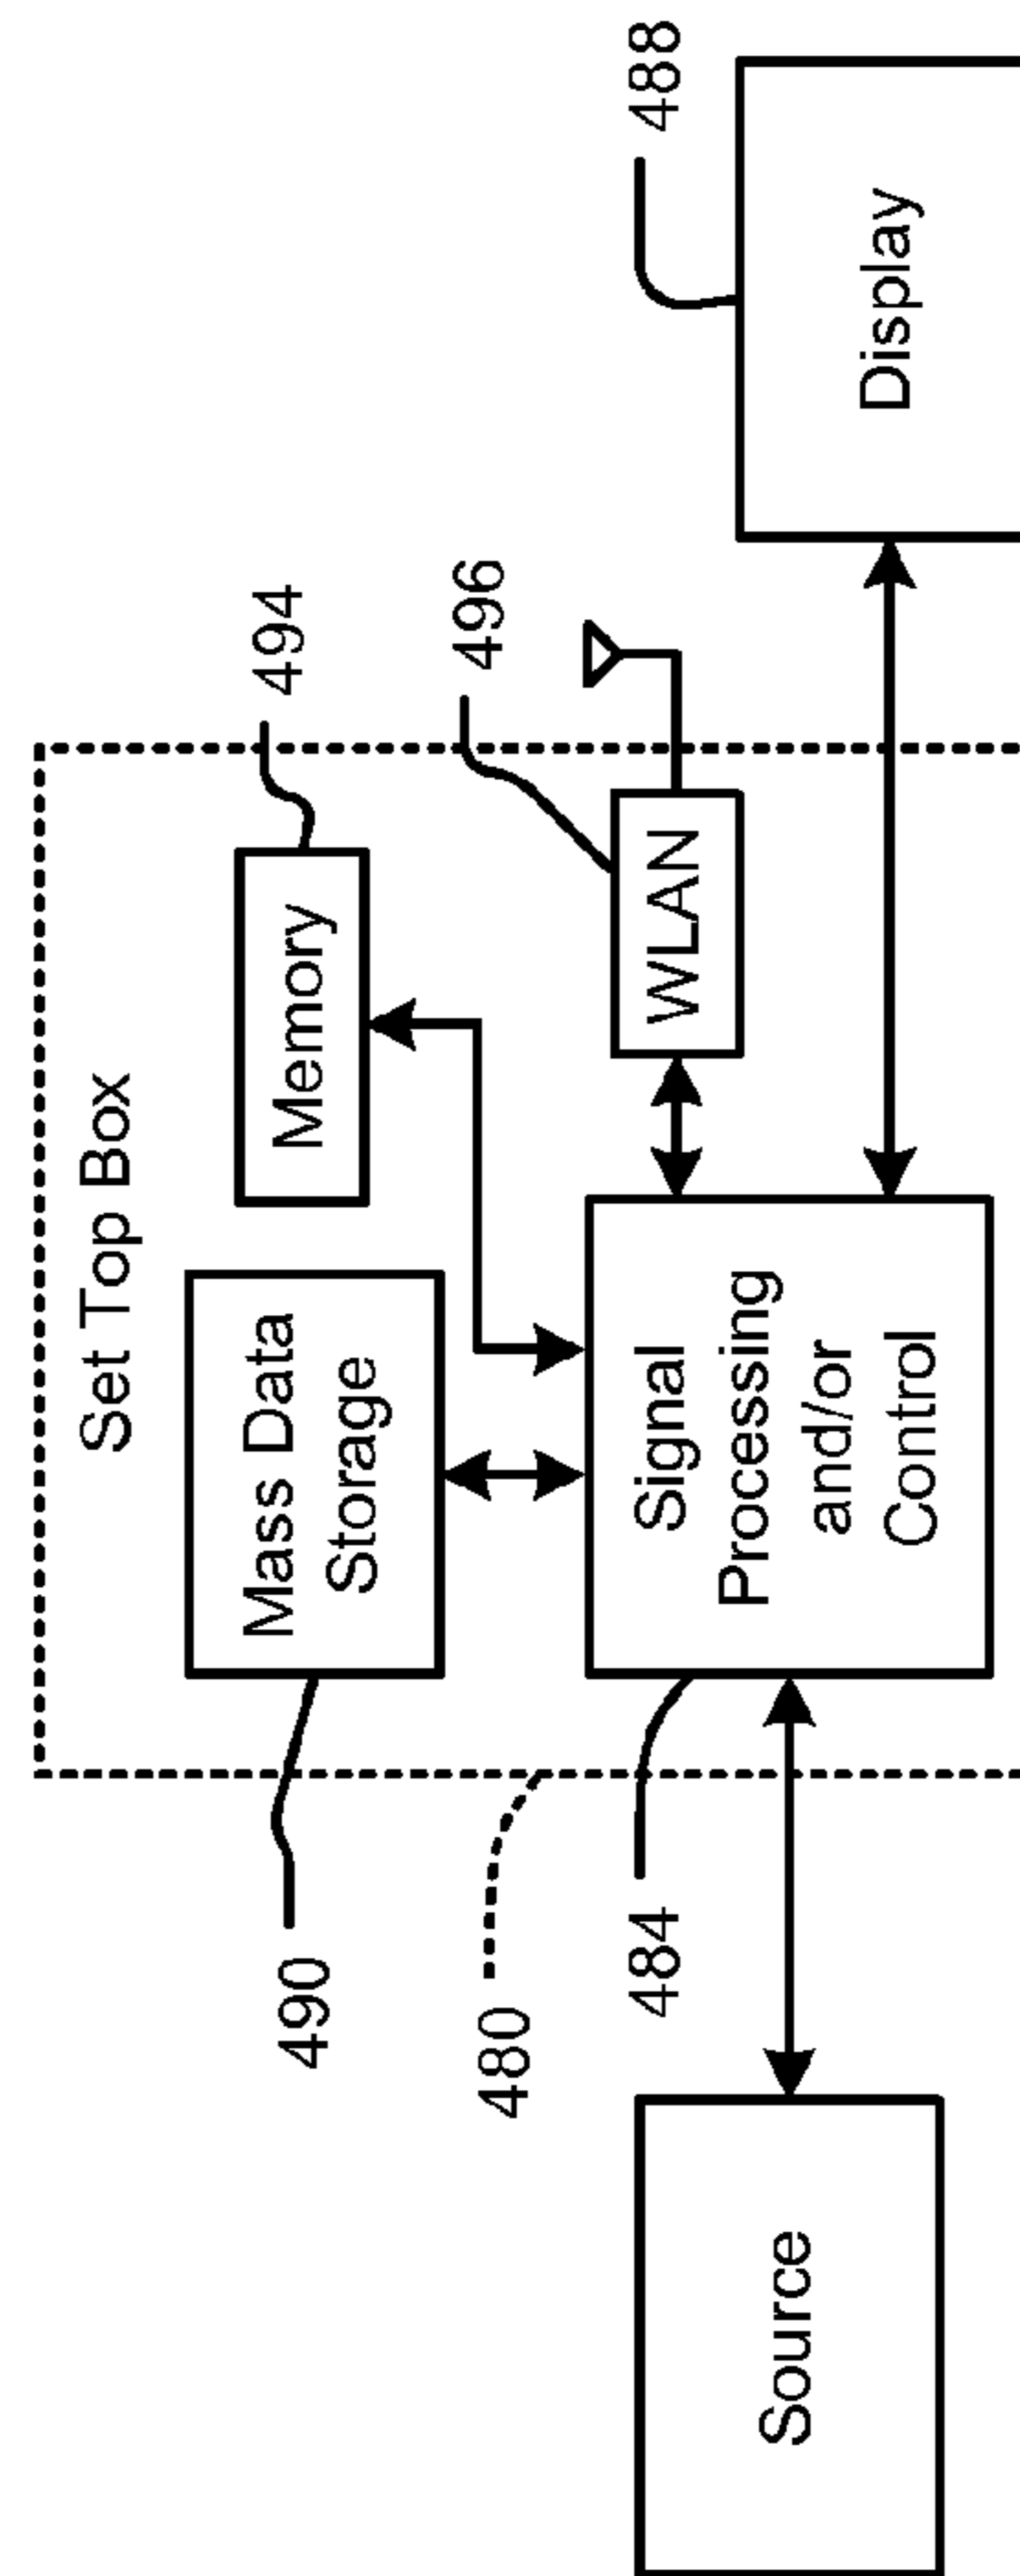 Set Top Box
490
Mass Data
Storage
Memory
494
480
496
WLAN
484
Signal
Processing
and/or
Control
488
Source
Display